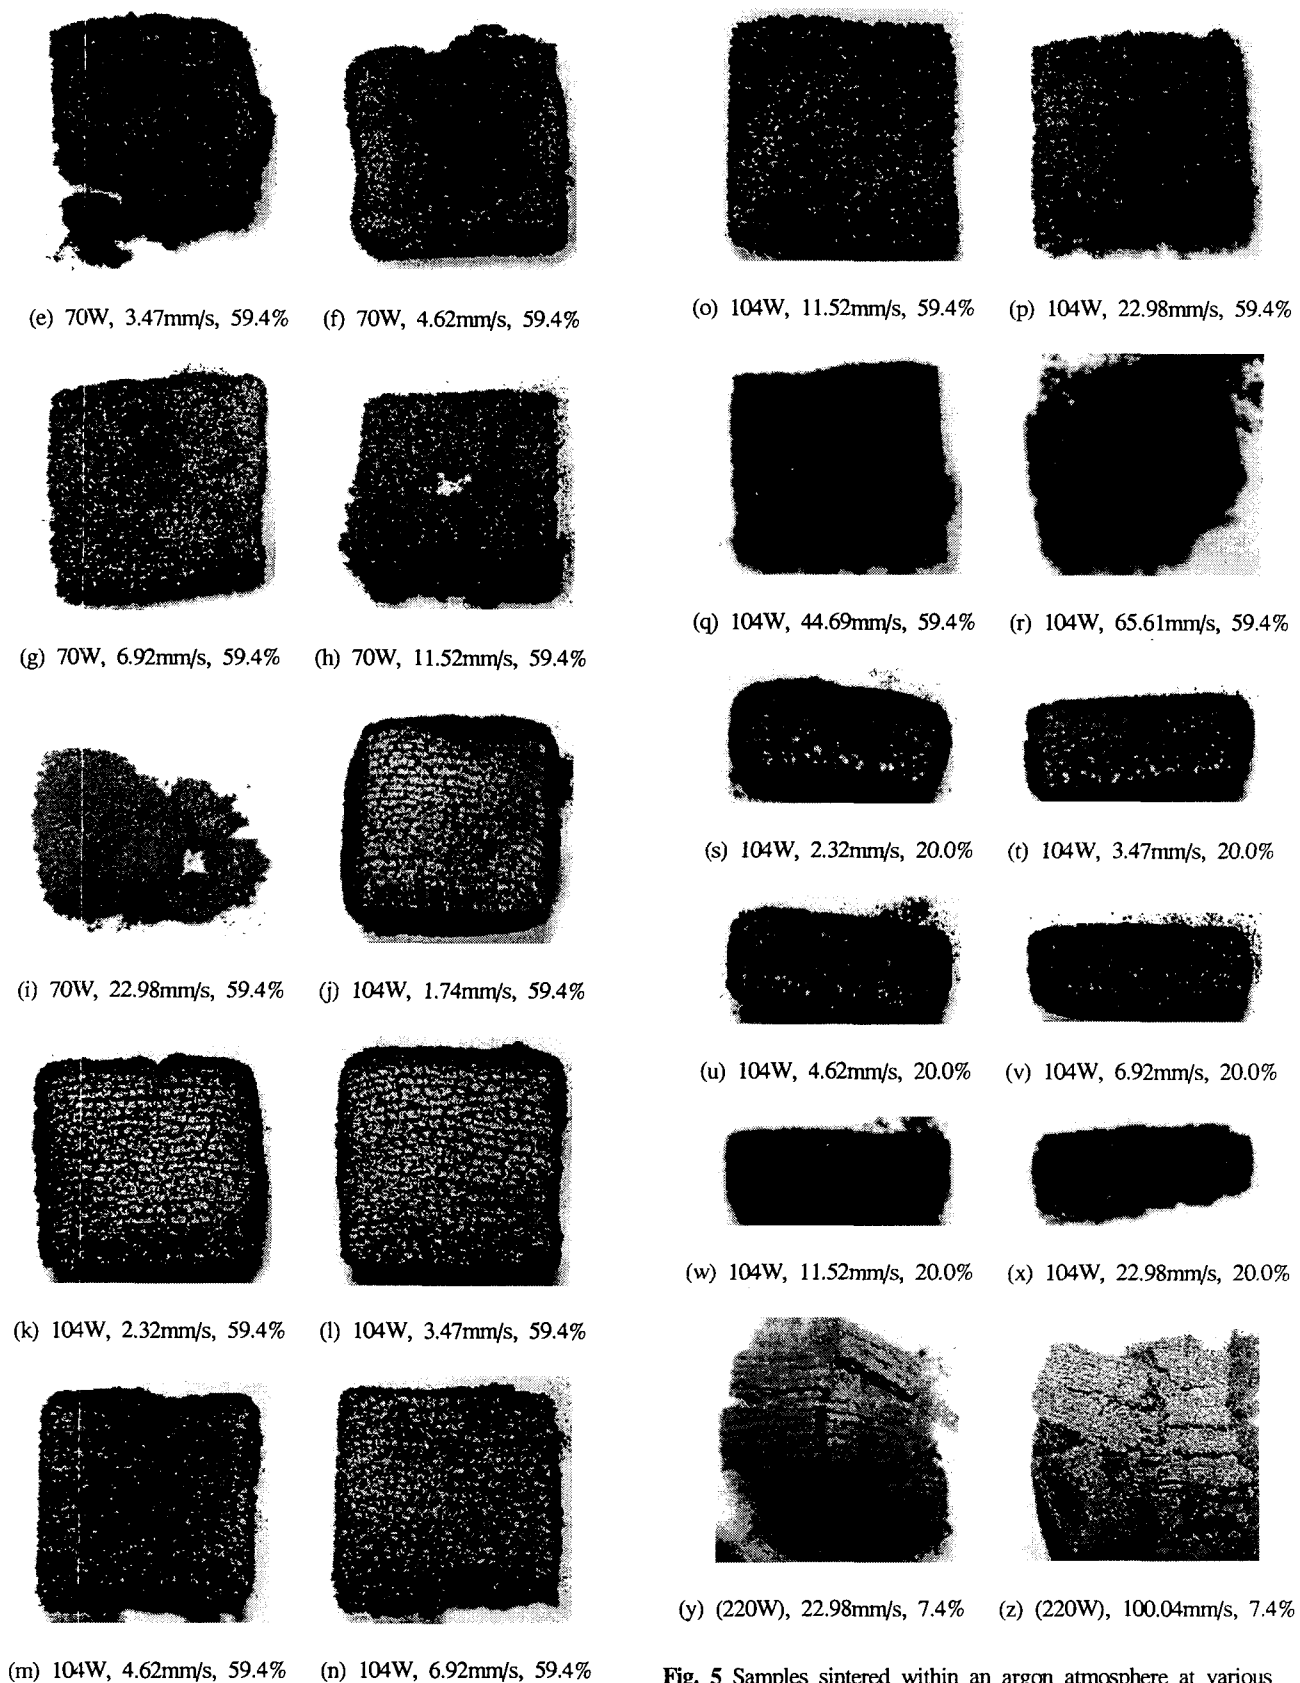 (e) 70W, 3.47mm/s, 59.4%
(f) 70W, 4.62mm/s, 59.4%
(g) 70W, 6.92mm/s, 59.4%
(h) 70W, 11.52mm/s, 59.4%
(i) 70W, 22.98mm/s, 59.4%
(j) 104W, 1.74mm/s, 59.4%
(k) 104W, 2.32mm/s, 59.4%
(l) 104W, 3.47mm/s, 59.4%
(m) 104W, 4.62mm/s, 59.4%
(n) 104W, 6.92mm/s, 59.4%
(o) 104W, 11.52mm/s, 59.4%
(p) 104W, 22.98mm/s, 59.4%
(q) 104W, 44.69mm/s, 59.4%
(r) 104W, 65.61mm/s, 59.4%
(s) 104W, 2.32mm/s, 20.0%
(t) 104W, 3.47mm/s, 20.0%
(u) 104W, 4.62mm/s, 20.0%
(v) 104W, 6.92mm/s, 20.0%
(w) 104W, 11.52mm/s, 20.0%
(x) 104W, 22.98mm/s, 20.0%
(y) (220W), 22.98mm/s, 7.4%
(z) (220W), 100.04mm/s, 7.4%
Fig. 5 Samples sintered within an argon atmosphere at various